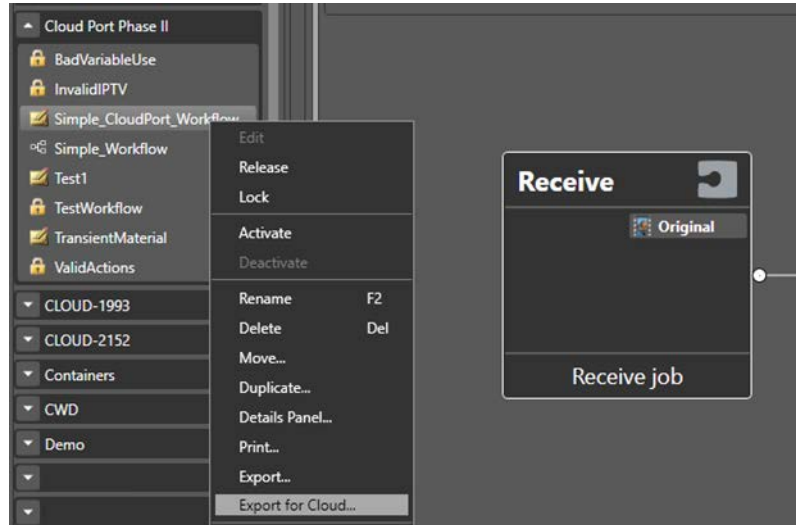 Cloud Port Phase II
BadVariableUse
InvalidIPTV
Simple_CloudPort_Workflow
Simple_Workflow
Test1
TestWorkflow
TransientMaterial
ValidActions
CLOUD-1993
CLOUD-2152
Containers
CWD
Demo
Edit
Release
Lock
Activate
Deactivate
Rename F2
Delete Del
Move...
Duplicate...
Details Panel...
Print...
Export...
Export for Cloud...
Receive
Original
Receive job